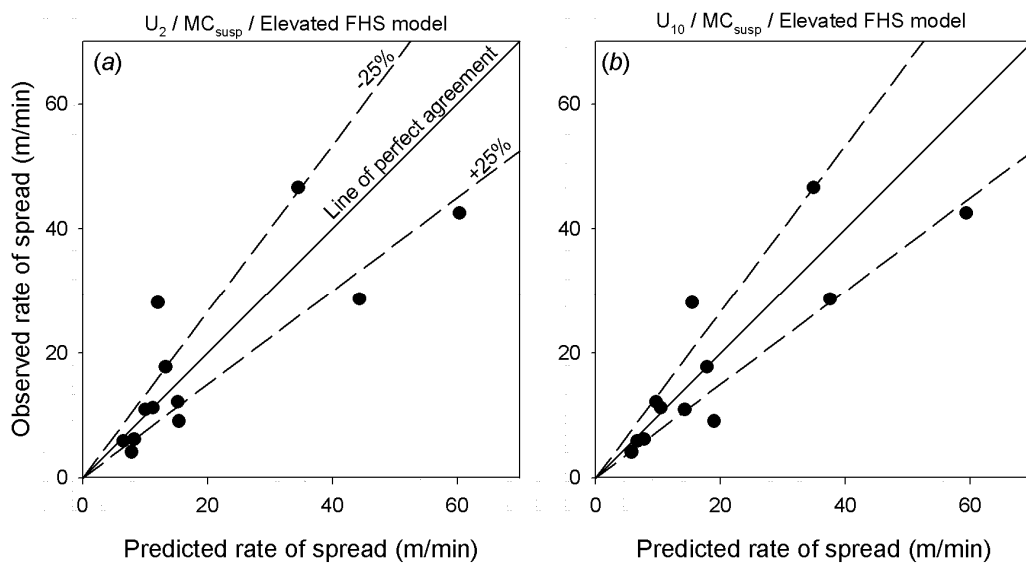 U2 / MCsusp / Elevated FHS model
U10 / MCsusp / Elevated FHS model
Observed rate of spread (m/min)
(a)
-25%
Line of perfect agreement
+25%
60
40
20
0
0 20 40 60
Predicted rate of spread (m/min)
(b)
60
40
20
0
0 20 40 60
Predicted rate of spread (m/min)